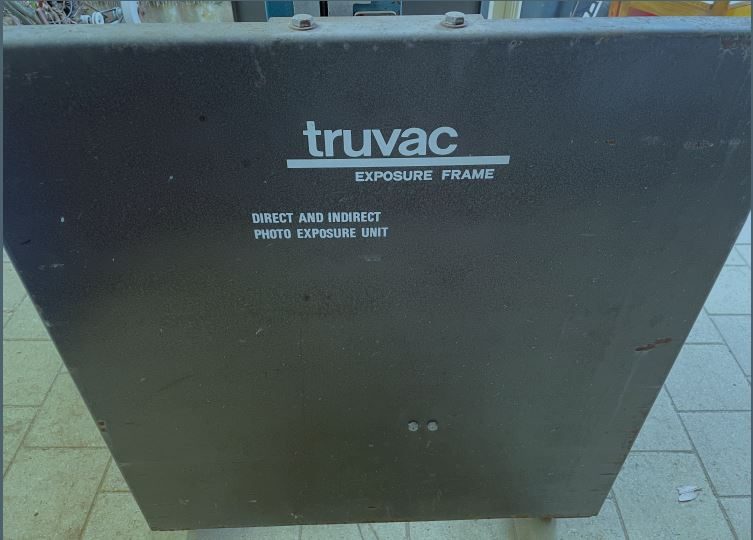 truvac
EXPOSURE FRAME
DIRECT AND INDIRECT
PHOTO EXPOSURE UNIT